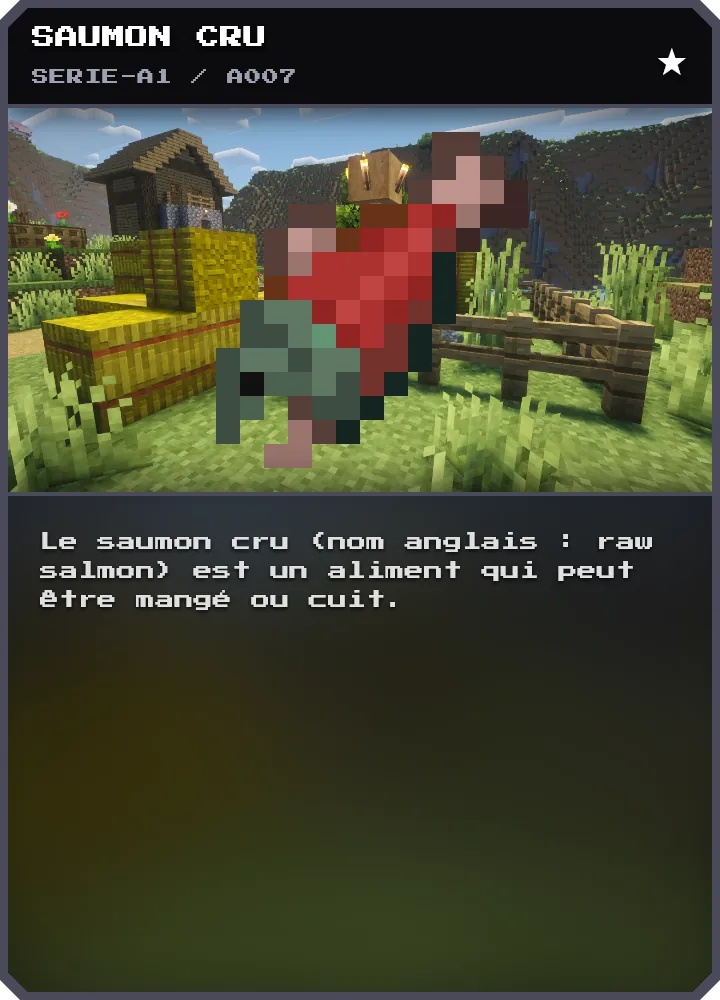 SAUMON CRU
SERIE-A1 / A007
Le saumon cru (nom anglais : raw
salmon) est un aliment qui peut
être mangé ou cuit.